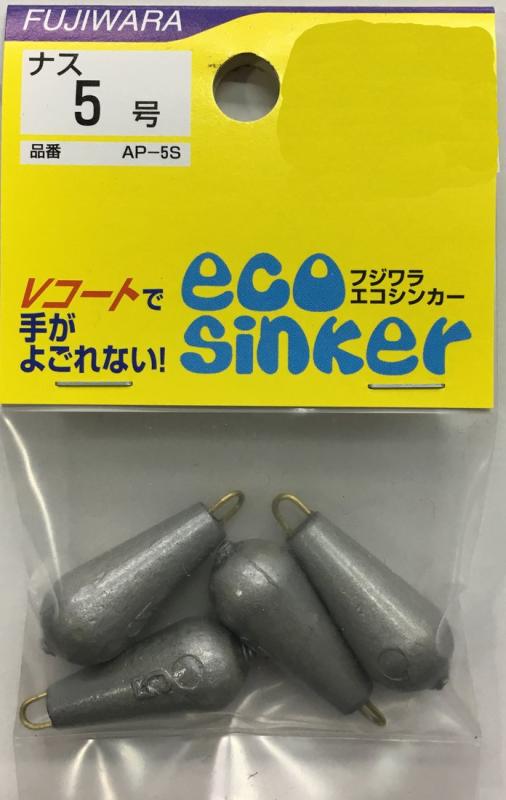 FUJIWARA
ナス
5号
品番 AP-5S
Vコートで
手が
よごれない!
eco
sinker
フジワラ
エコシンカー
5